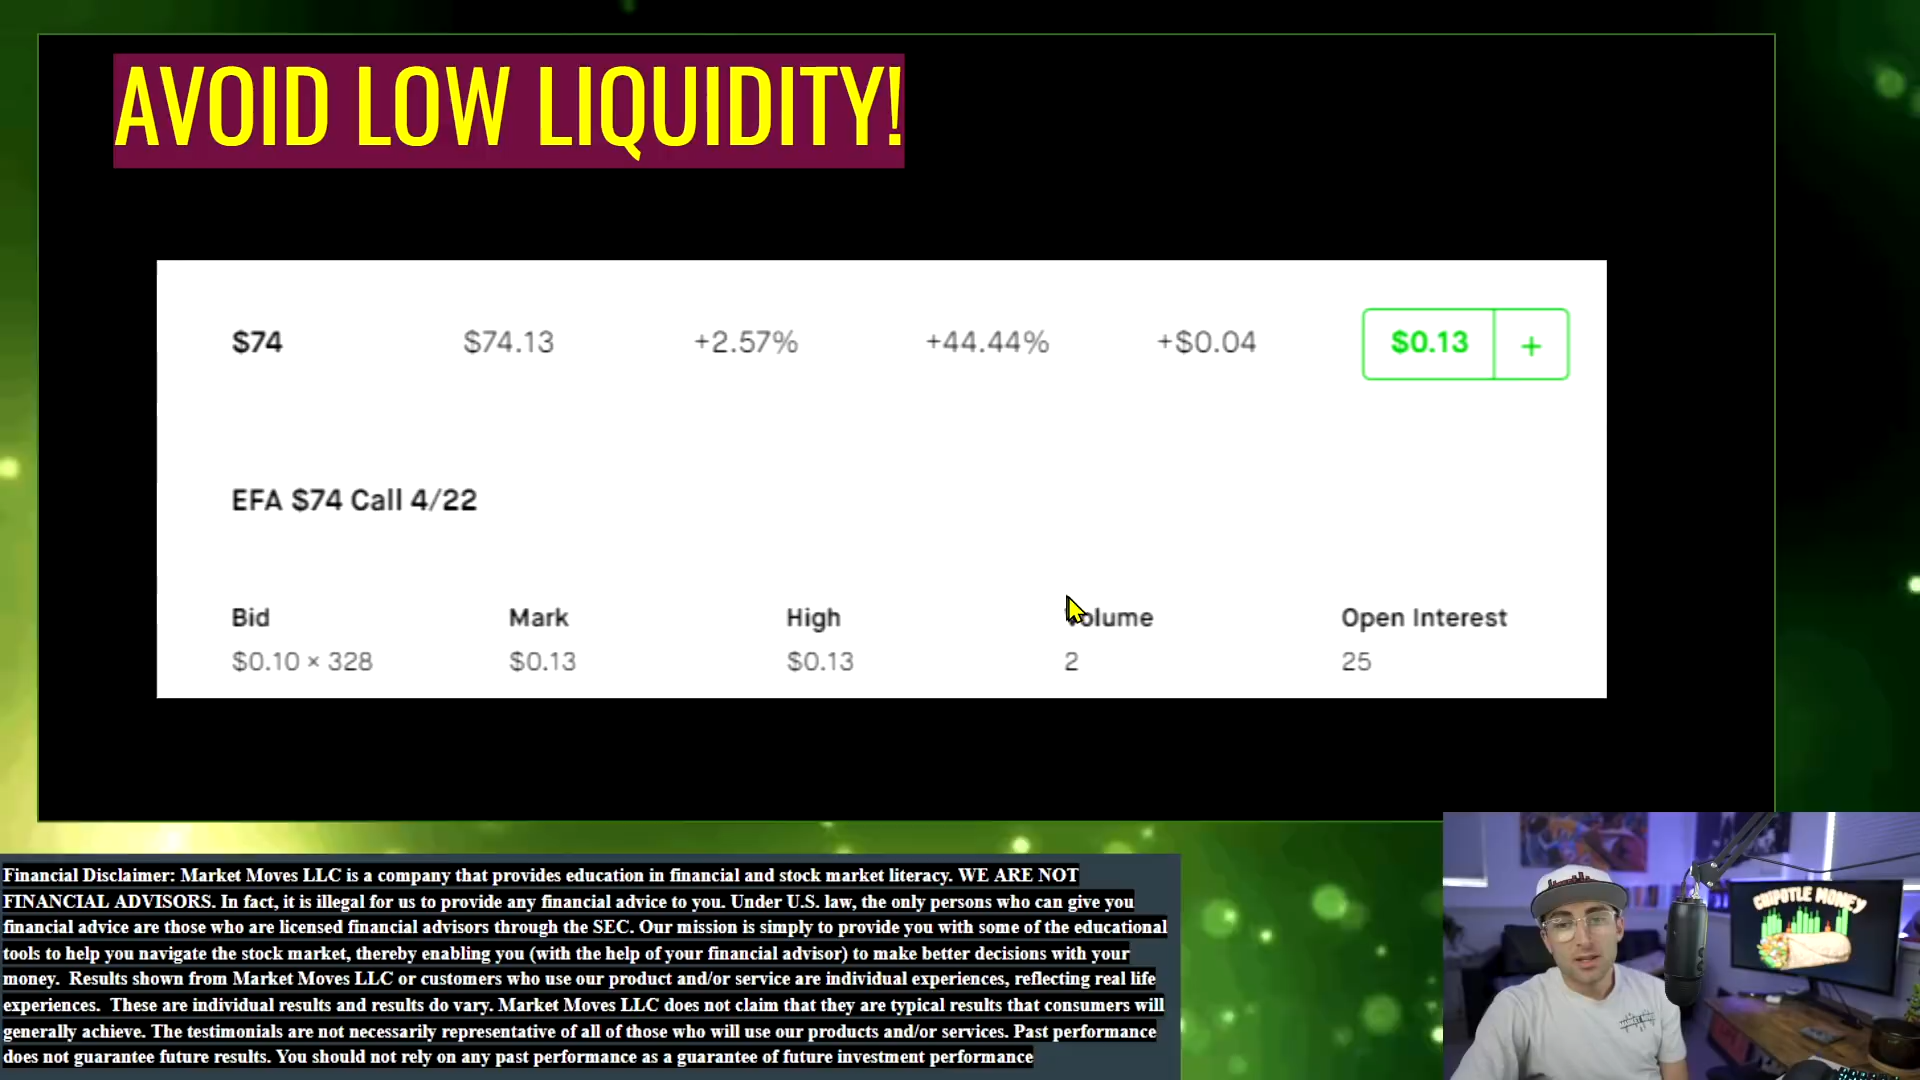 AVOID LOW LIQUIDITY!
$74 $74.13 +2.57% +44.44% +$0.04 $0.13 +
EFA $74 Call 4/22
Bid Mark High Volume Open Interest
$0.10 × 328 $0.13 $0.13 2 25
Financial Disclaimer: Market Moves LLC is a company that provides education in financial and stock market literacy. WE ARE NOT
FINANCIAL ADVISORS. In fact, it is illegal for us to provide any financial advice to you. Under U.S. law, the only persons who can give you
financial advice are those who are licensed financial advisors through the SEC. Our mission is simply to provide you with some of the educational
tools to help you navigate the stock market, thereby enabling you (with the help of your financial advisor) to make better decisions with your
money. Results shown from Market Moves LLC or customers who use our product and/or service are individual experiences, reflecting real life
experiences. These are individual results and results do vary. Market Moves LLC does not claim that they are typical results that consumers will
generally achieve. The testimonials are not necessarily representative of all of those who will use our products and/or services. Past performance
does not guarantee future results. You should not rely on any past performance as a guarantee of future investment performance
CHIPOTLE MONEY